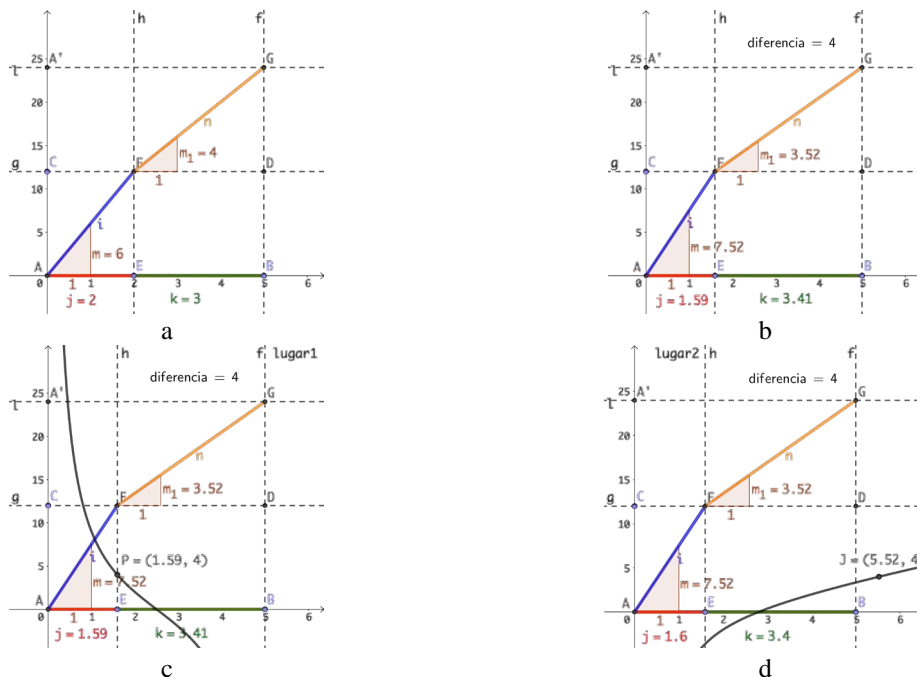 h
f
25
A'
G
l
20
n
15
F
m₁ = 4
C
D
g
1
10
i
5
m = 6
A
E
B
0
1
1
2
3
4
5
6
j = 2
k = 3
a
h
f
diferencia = 4
25
A'
G
l
20
n
15
F
m₁ = 3.52
C
D
g
1
10
i
5
m = 7.52
A
E
B
0
1
1
2
3
4
5
6
j = 1.59
k = 3.41
b
h
f
lugar1
diferencia = 4
25
A'
G
l
20
n
15
F
m₁ = 3.52
C
D
g
1
10
i
5
P = (1.59, 4)
m = 7.52
A
E
B
0
1
1
2
3
4
5
6
j = 1.59
k = 3.41
c
lugar2
h
f
diferencia = 4
25
A'
G
l
20
n
15
F
m₁ = 3.52
C
D
g
1
10
i
5
J = (5.52, 4
m = 7.52
A
E
B
0
1
1
2
3
4
5
6
j = 1.6
k = 3.4
d